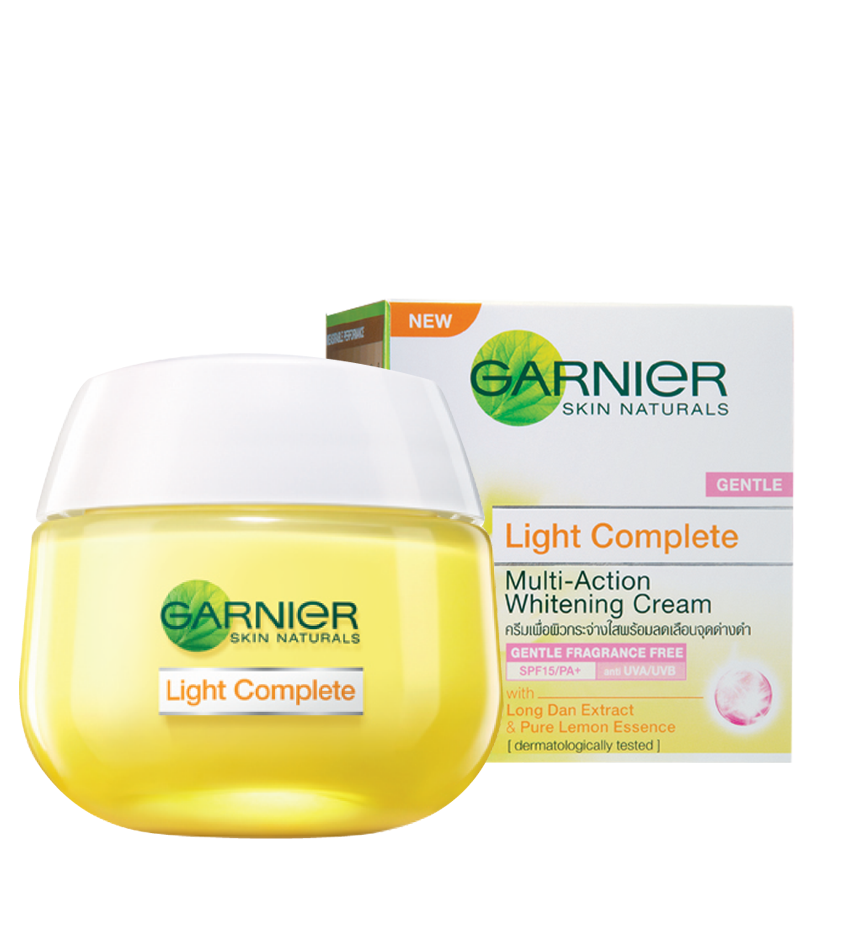 NEW
GARNIER
SKIN NATURALS
GENTLE
Light Complete
Multi-Action
Whitening Cream
ครีมเพื่อผิวกระจ่างใสพร้อมลดเลือนจุดด่างดำ
GENTLE FRAGRANCE FREE
SPF15/PA+ anti UVA/UVB
with
Long Dan Extract
& Pure Lemon Essence
[ dermatologically tested ]
GARNIER
SKIN NATURALS
Light Complete